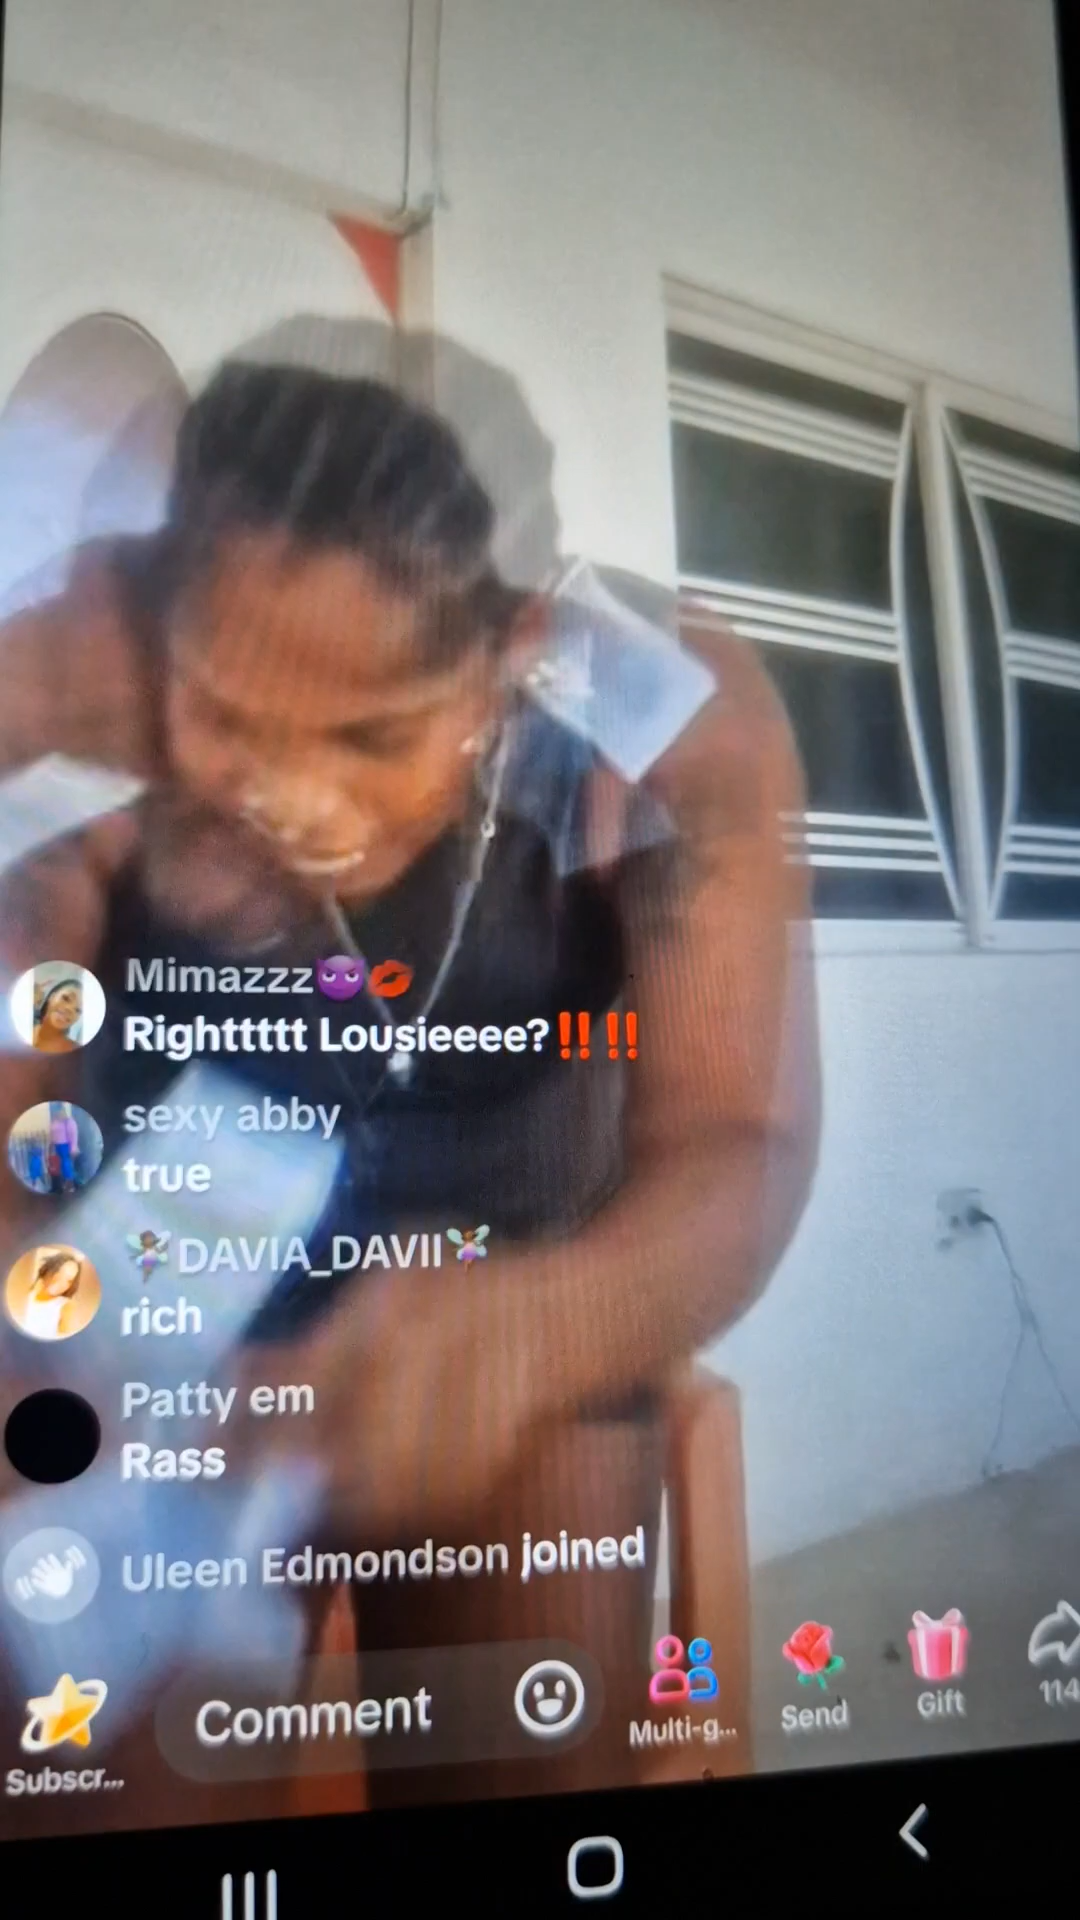 Mimazzz😈💋
Righttttt Lousieeeee?‼️‼️
sexy abby
true
🧚🏾‍♀️DAVIA_DAVII🧚🏾‍♀️
rich
Patty em
Rass
Uleen Edmondson joined
Comment
Subscr...
Multi-g...
Send
Gift
114